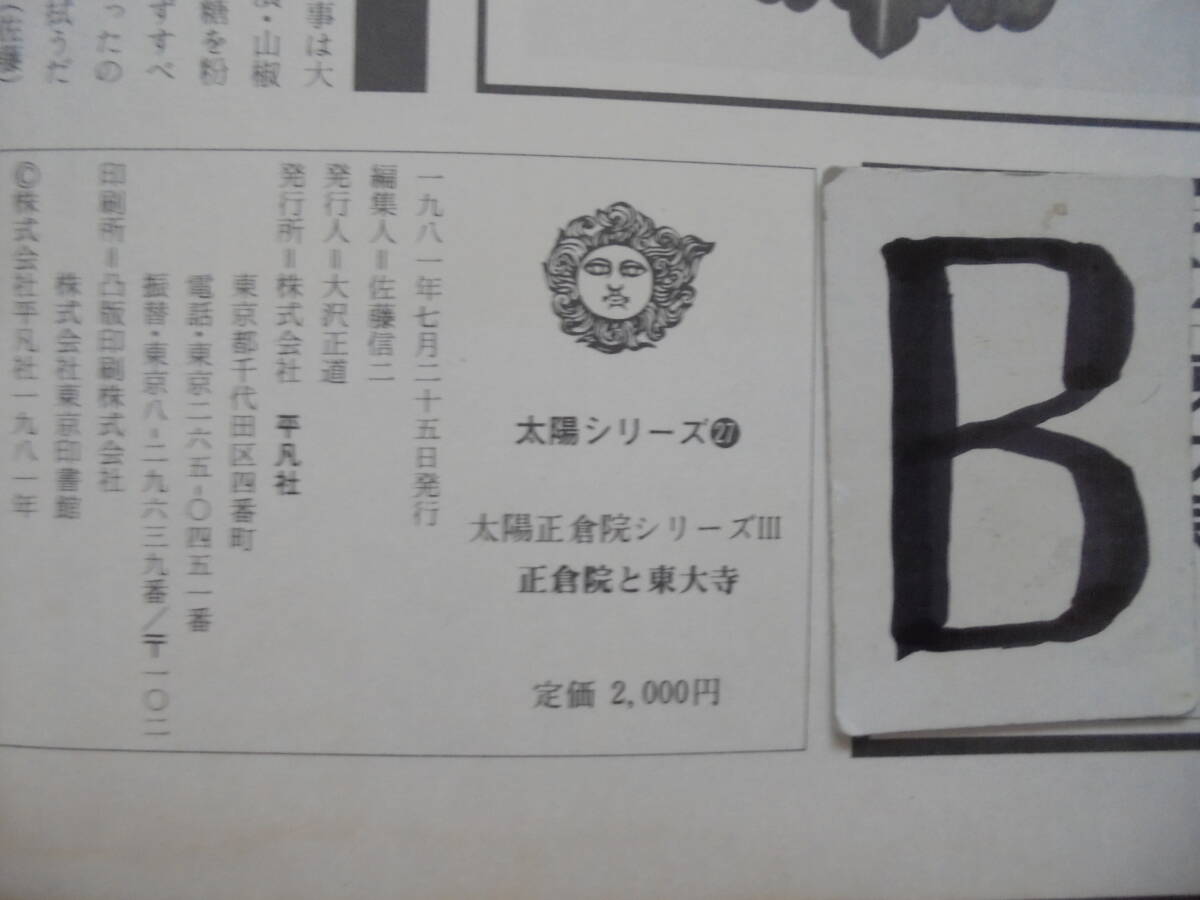 事は大
・山椒
糖を粉
ずすべ
ったの
拭うだ
(佐藤)
太陽シリーズ㉗
太陽正倉院シリーズⅢ
正倉院と東大寺
定価 2,000円
一九八一年七月二十五日発行
編集人＝佐藤信二
発行人＝大沢正道
発行所＝株式会社 平凡社
東京都千代田区四番町
電話・東京二六五-〇四五一番
振替・東京八-二九六三九番／〒一〇二
印刷所＝凸版印刷株式会社
株式会社東京印書館
©株式会社平凡社一九八一年
B